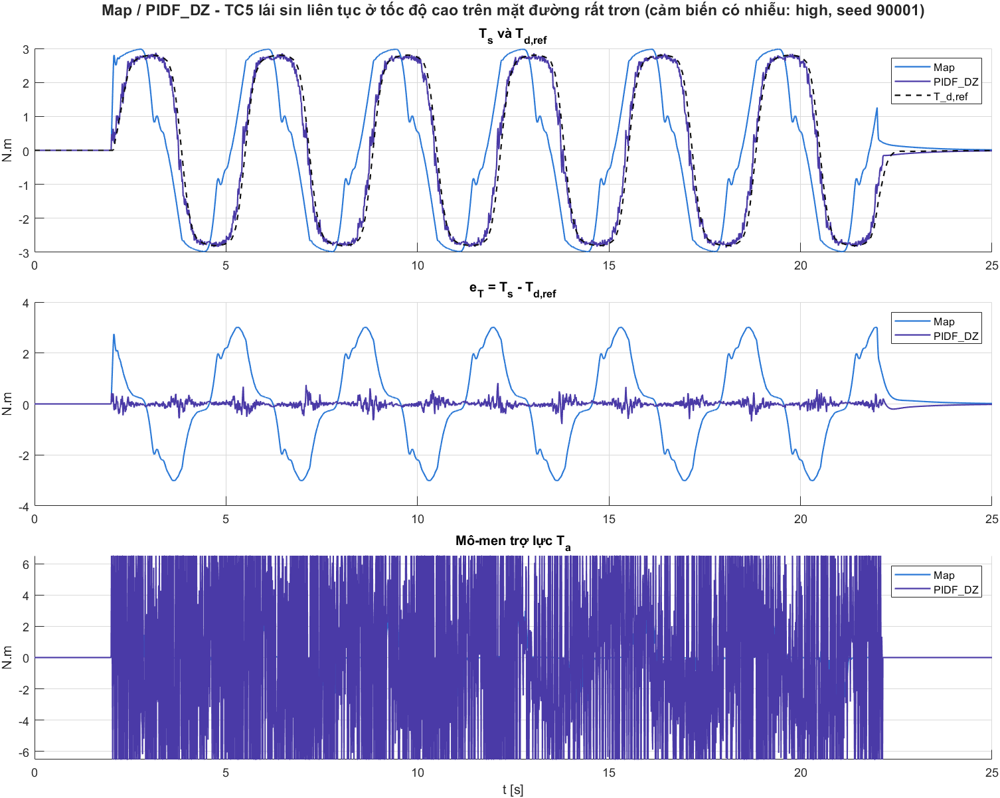 Map / PIDF_DZ - TC5 lái sin liên tục ở tốc độ cao trên mặt đường rất trơn (cảm biến có nhiễu: high, seed 90001)
T_s và T_d,ref
3
2
1
0
-1
-2
-3
N.m
Map
PIDF_DZ
T_d,ref
0
5
10
15
20
25
e_T = T_s - T_d,ref
4
2
0
-2
-4
N.m
Map
PIDF_DZ
0
5
10
15
20
25
Mô-men trợ lực T_a
6
4
2
0
-2
-4
-6
N.m
Map
PIDF_DZ
0
5
10
15
20
25
t [s]